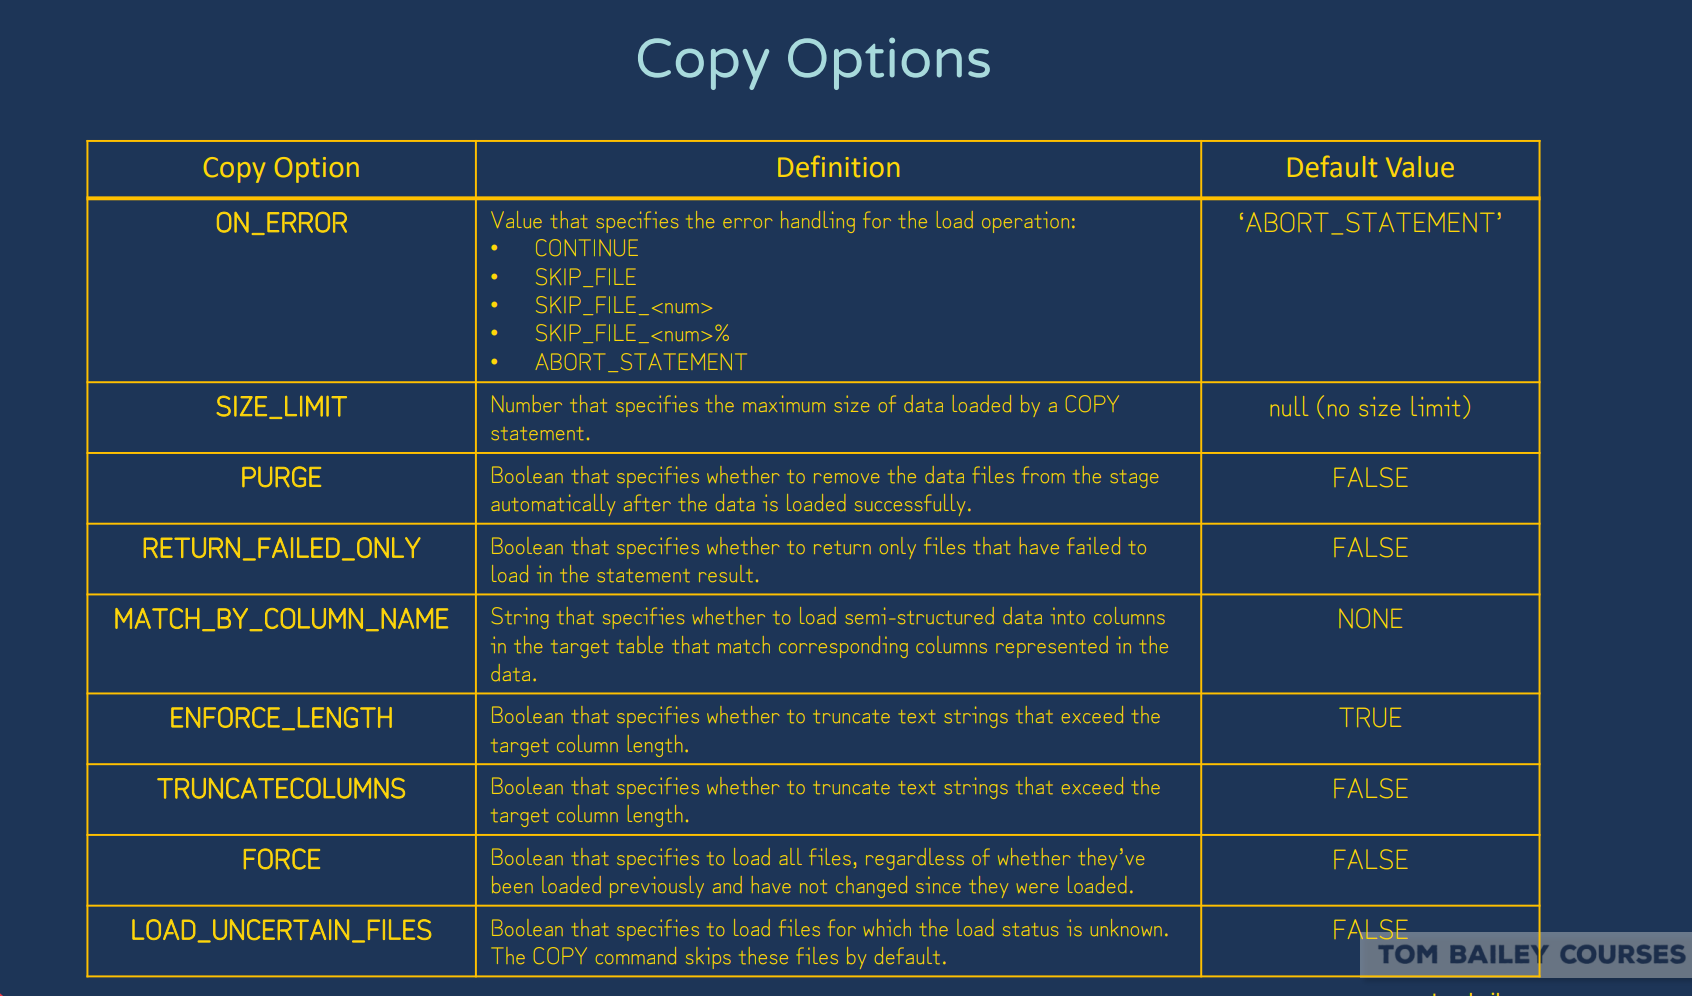 Copy Options
Copy Option
Definition
Default Value
ON_ERROR
Value that specifies the error handling for the load operation:
• CONTINUE
• SKIP_FILE
• SKIP_FILE_<num>
• SKIP_FILE_<num>%
• ABORT_STATEMENT
‘ABORT_STATEMENT’
SIZE_LIMIT
Number that specifies the maximum size of data loaded by a COPY
statement.
null (no size limit)
PURGE
Boolean that specifies whether to remove the data files from the stage
automatically after the data is loaded successfully.
FALSE
RETURN_FAILED_ONLY
Boolean that specifies whether to return only files that have failed to
load in the statement result.
FALSE
MATCH_BY_COLUMN_NAME
String that specifies whether to load semi-structured data into columns
in the target table that match corresponding columns represented in the
data.
NONE
ENFORCE_LENGTH
Boolean that specifies whether to truncate text strings that exceed the
target column length.
TRUE
TRUNCATECOLUMNS
Boolean that specifies whether to truncate text strings that exceed the
target column length.
FALSE
FORCE
Boolean that specifies to load all files, regardless of whether they’ve
been loaded previously and have not changed since they were loaded.
FALSE
LOAD_UNCERTAIN_FILES
Boolean that specifies to load files for which the load status is unknown.
The COPY command skips these files by default.
FALSE
TOM BAILEY COURSES